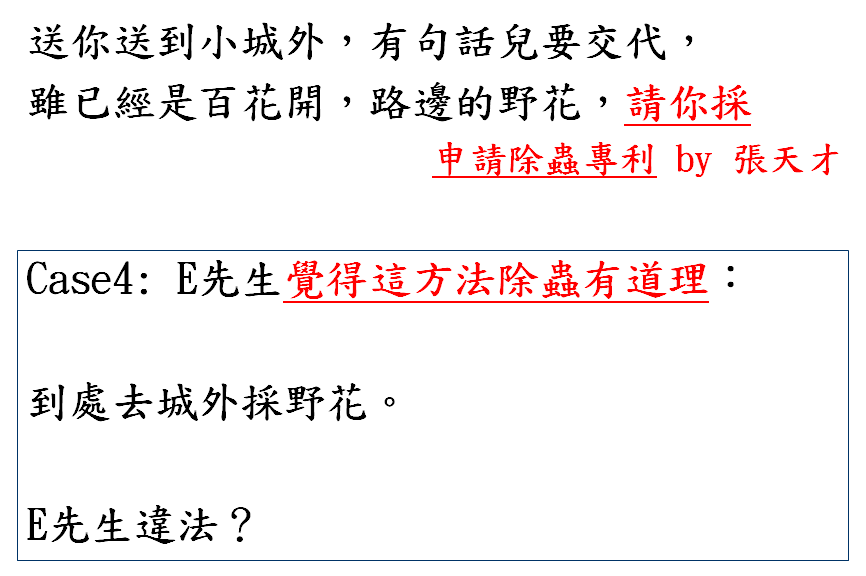 送你送到小城外，有句話兒要交代，
雖已經是百花開，路邊的野花，請你採
申請除蟲專利 by 張天才
Case4: E先生覺得這方法除蟲有道理：
到處去城外採野花。
E先生違法？